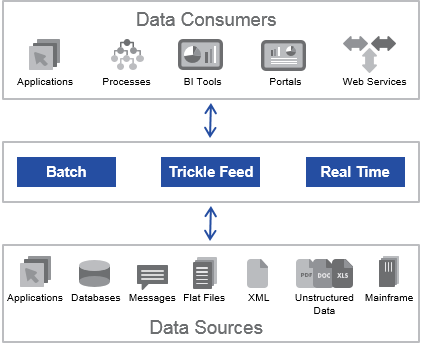 Data Consumers
Applications Processes BI Tools Portals Web Services
Batch Trickle Feed Real Time
PDF DOC XLS
Applications Databases Messages Flat Files XML Unstructured Mainframe
Data
Data Sources